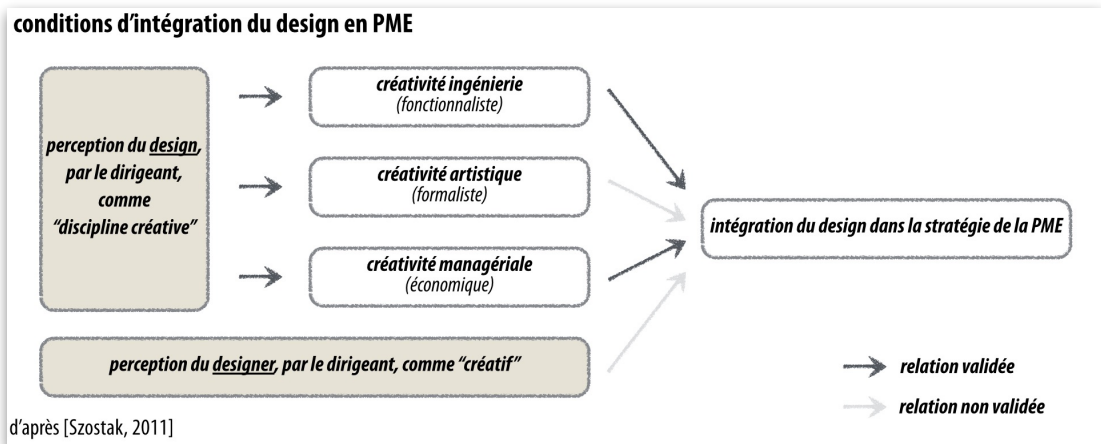 conditions d'intégration du design en PME
perception du design,
par le dirigeant,
comme
“discipline créative”
créativité ingénierie
(fonctionnaliste)
créativité artistique
(formaliste)
créativité managériale
(économique)
intégration du design dans la stratégie de la PME
perception du designer, par le dirigeant, comme “créatif”
relation validée
relation non validée
d'après [Szostak, 2011]